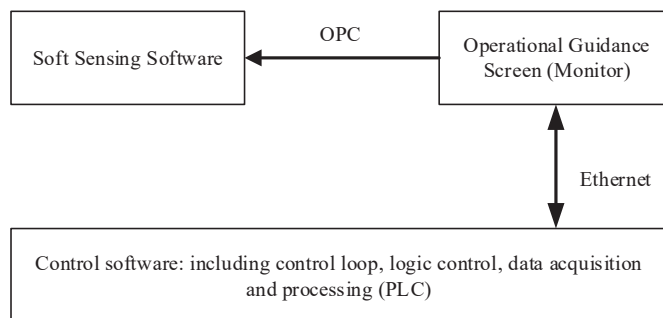 Soft Sensing Software
OPC
Operational Guidance
Screen (Monitor)
Ethernet
Control software: including control loop, logic control, data acquisition
and processing (PLC)